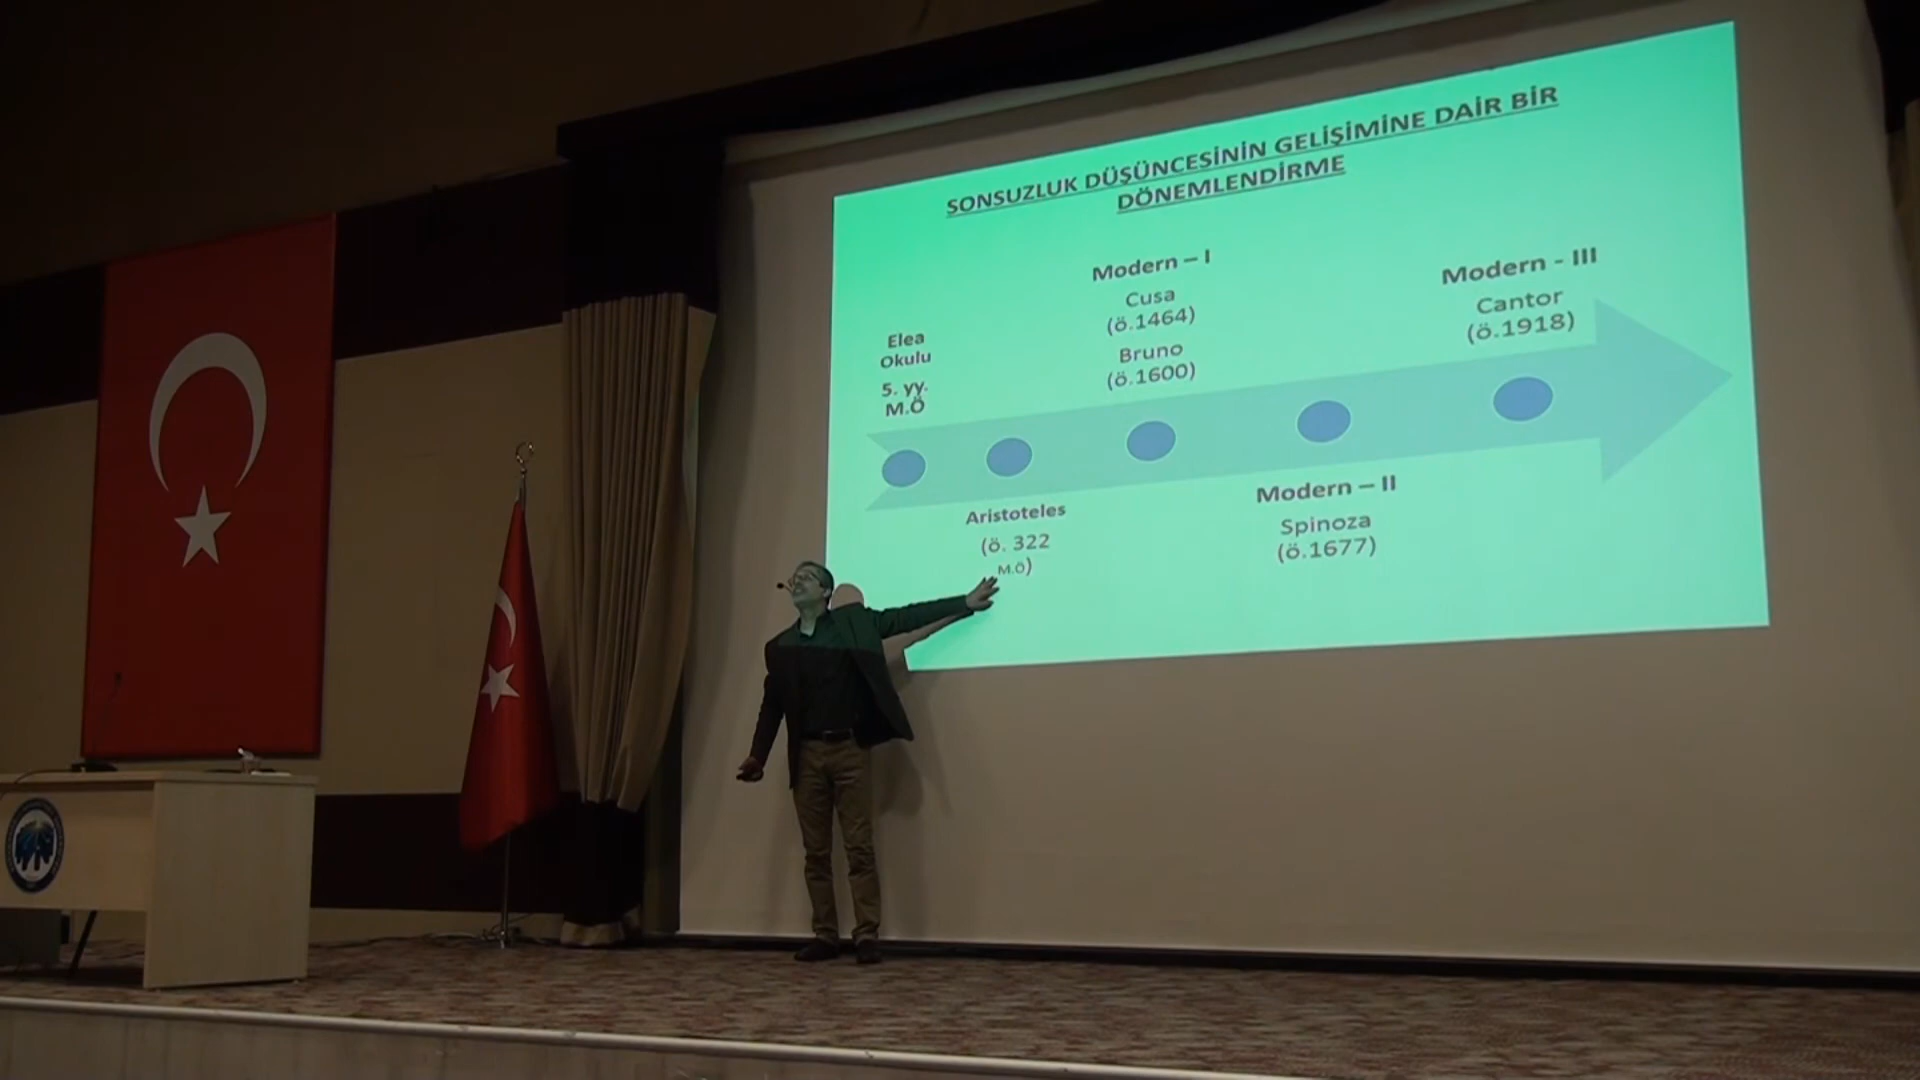 SONSUZLUK DÜŞÜNCESİNİN GELİŞİMİNE DAİR BİR
DÖNEMLENDİRME
Elea
Okulu
5. yy.
M.Ö
Aristoteles
(ö. 322
M.Ö)
Modern – I
Cusa
(ö.1464)
Bruno
(ö.1600)
Modern – II
Spinoza
(ö.1677)
Modern - III
Cantor
(ö.1918)